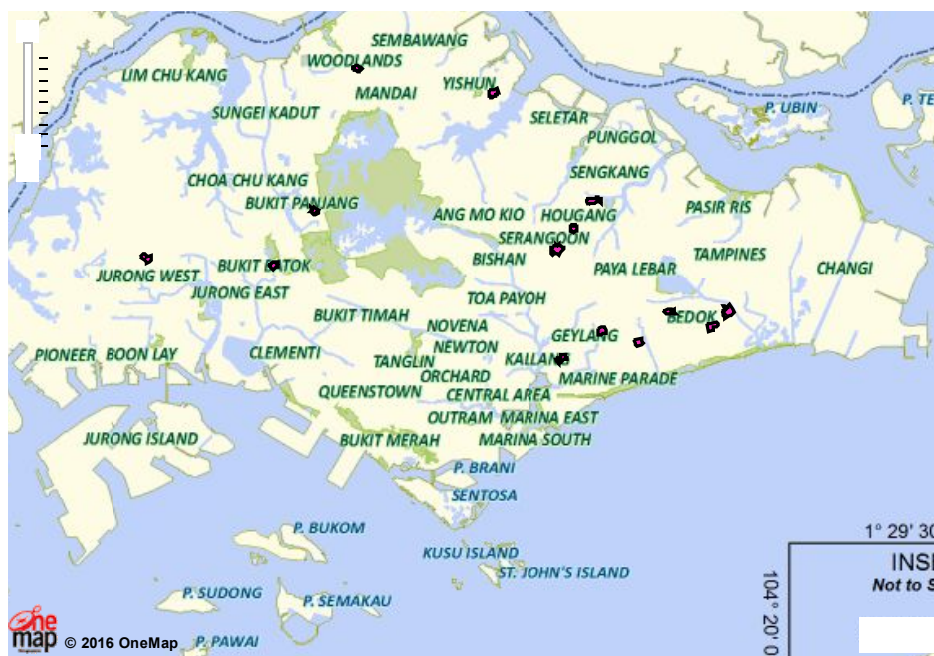 SEMBAWANG
WOODLANDS
LIM CHU KANG
YISHUN
MANDAI
P. UBIN
P. TE
SUNGEI KADUT
SELETAR
PUNGGOL
SENGKANG
CHOA CHU KANG
BUKIT PANJANG
ANG MO KIO
HOUGANG
PASIR RIS
SERANGOON
BISHAN
TAMPINES
JURONG WEST
BUKIT BATOK
PAYA LEBAR
CHANGI
JURONG EAST
TOA PAYOH
BUKIT TIMAH
NOVENA
GEYLANG
BEDOK
PIONEER
BOON LAY
CLEMENTI
NEWTON
TANGLIN
KALLANG
ORCHARD
MARINE PARADE
QUEENSTOWN
CENTRAL AREA
OUTRAM
MARINA EAST
JURONG ISLAND
BUKIT MERAH
MARINA SOUTH
P. BRANI
SENTOSA
P. BUKOM
KUSU ISLAND
ST. JOHN'S ISLAND
1° 29' 30
INS
Not to S
104° 20' 0
P. SUDONG
P. SEMAKAU
One
map © 2016 OneMap
P. PAWAI